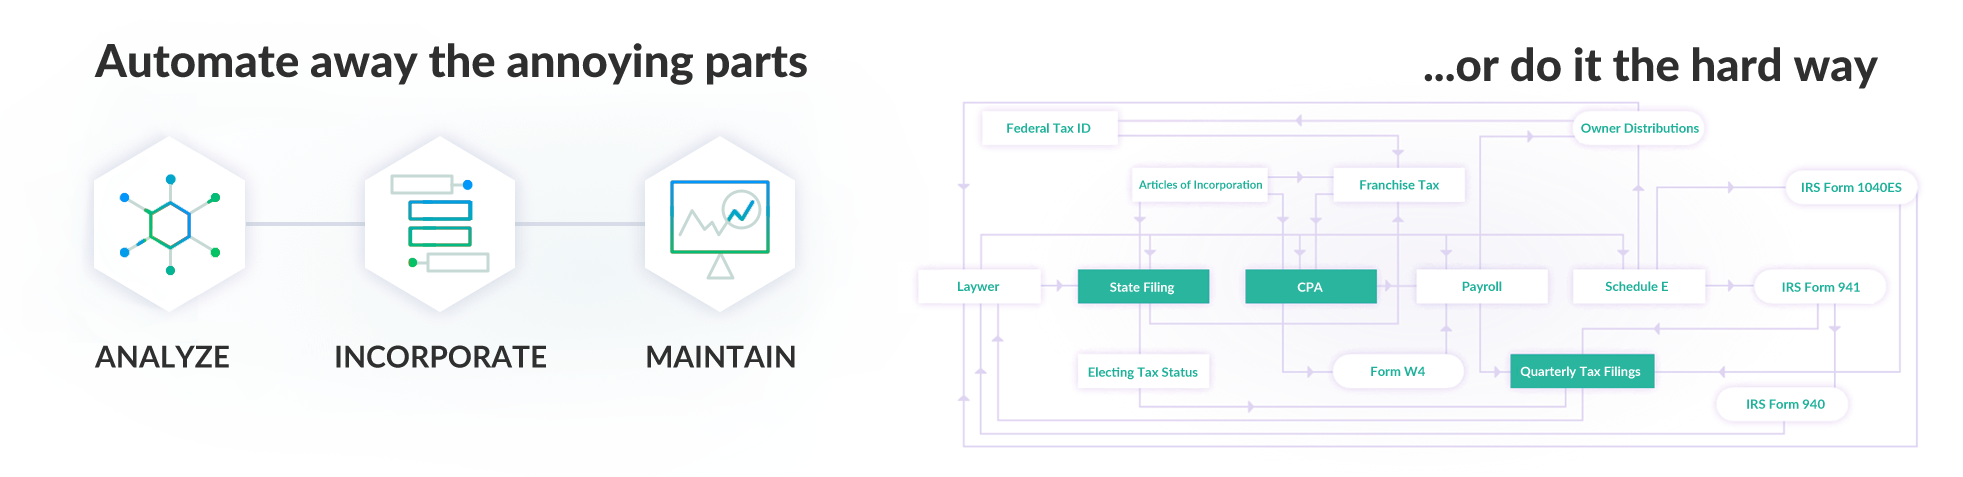 Automate away the annoying parts
...or do it the hard way
ANALYZE
INCORPORATE
MAINTAIN
Federal Tax ID
Owner Distributions
Articles of Incorporation
Franchise Tax
IRS Form 1040ES
Laywer
State Filing
CPA
Payroll
Schedule E
IRS Form 941
Electing Tax Status
Form W4
Quarterly Tax Filings
IRS Form 940